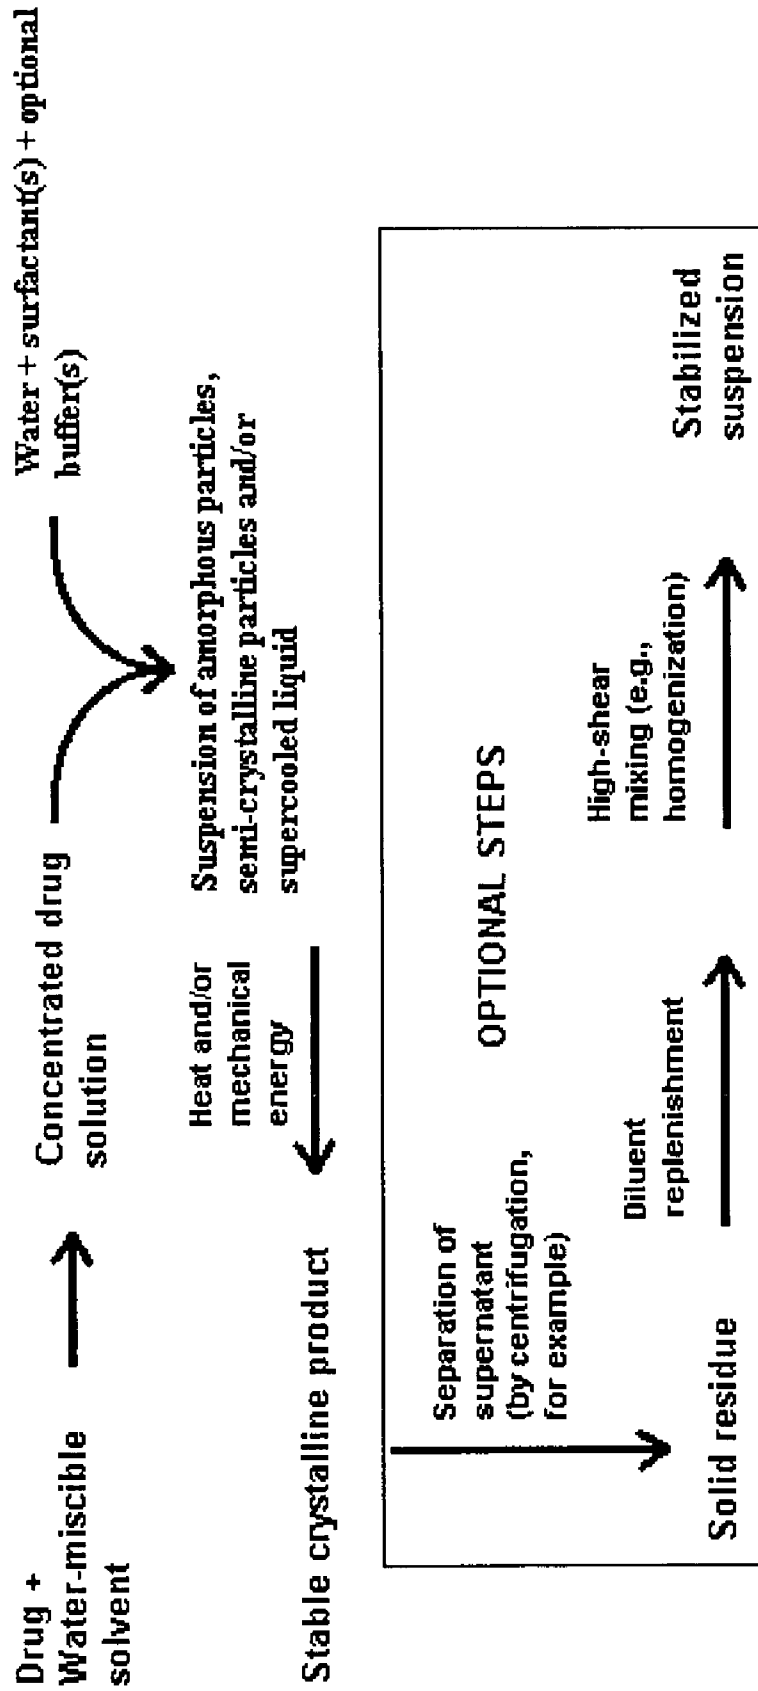 Drug +
Water-miscible
solvent
Concentrated drug
solution
Water + surfactant(s) + optional
buffer(s)
Suspension of amorphous particles,
semi-crystalline particles and/or
supercooled liquid
Heat and/or
mechanical
energy
Stable crystalline product
OPTIONAL STEPS
Separation of
supernatant
(by centrifugation,
for example)
Solid residue
Diluent
replenishment
High-shear
mixing (e.g.,
homogenization)
Stabilized
suspension